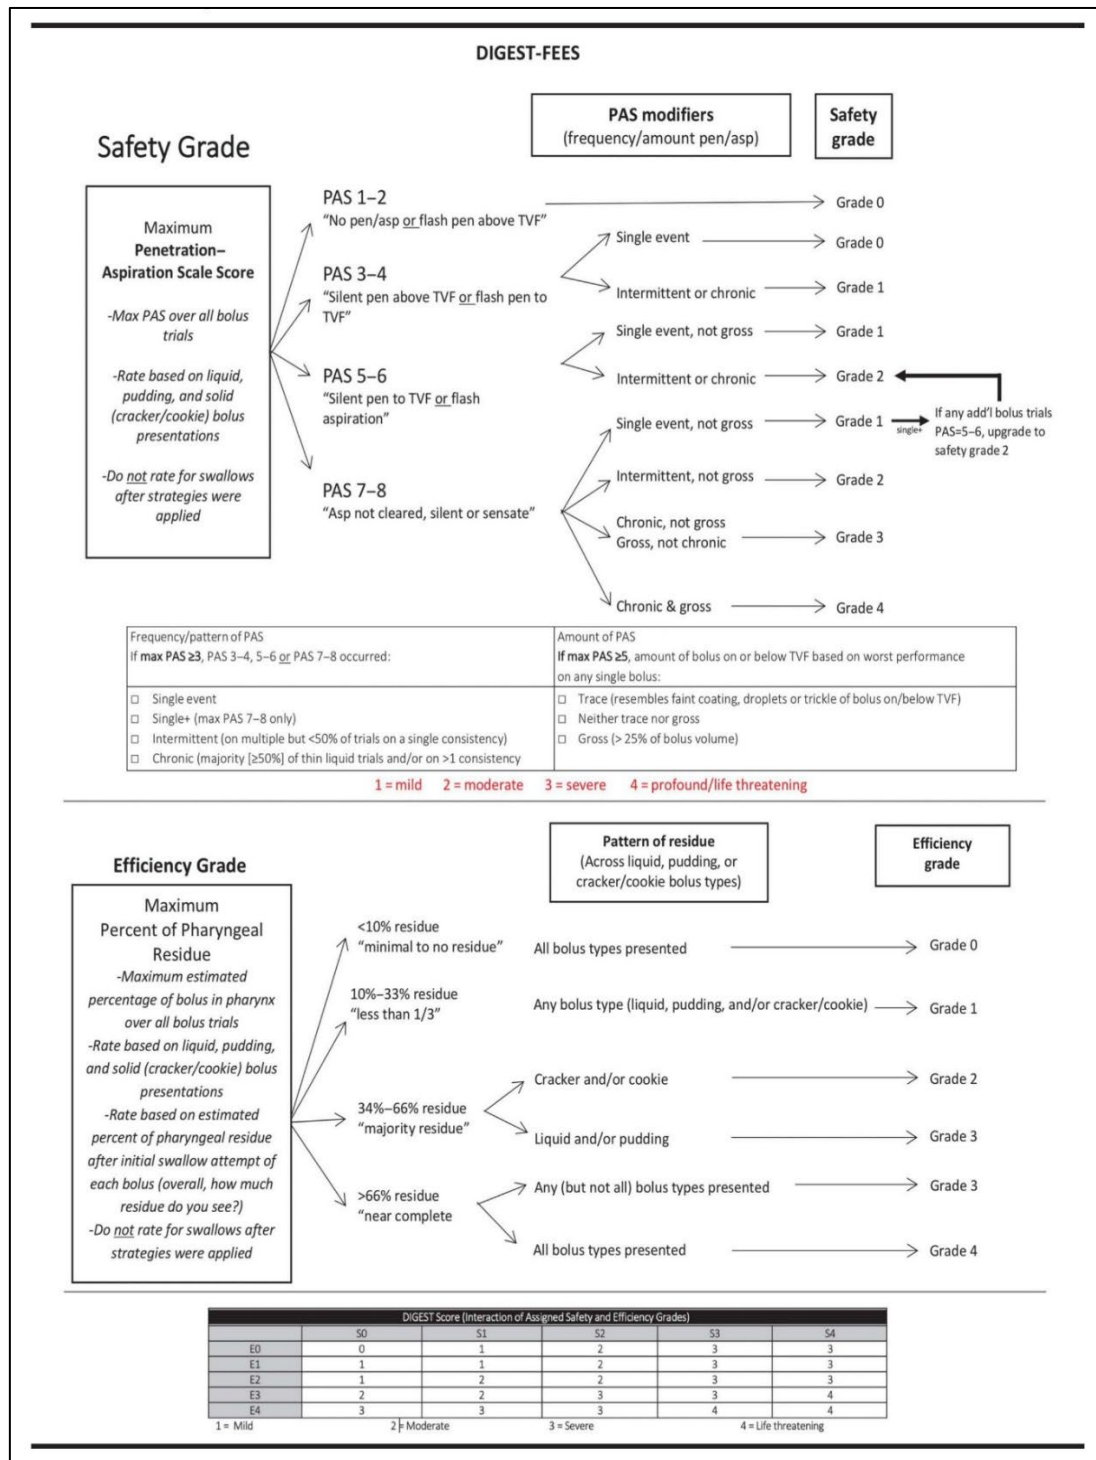 DIGEST-FEES
Safety Grade
PAS modifiers
(frequency/amount pen/asp)
Safety
grade
Maximum
Penetration–
Aspiration Scale Score
-Max PAS over all bolus
trials
-Rate based on liquid,
pudding, and solid
(cracker/cookie) bolus
presentations
-Do not rate for swallows
after strategies were
applied
PAS 1–2
“No pen/asp or flash pen above TVF”
Grade 0
PAS 3–4
“Silent pen above TVF or flash pen to
TVF”
Single event
Grade 0
Intermittent or chronic
Grade 1
PAS 5–6
“Silent pen to TVF or flash
aspiration”
Single event, not gross
Grade 1
Intermittent or chronic
Grade 2
PAS 7–8
“Asp not cleared, silent or sensate”
Single event, not gross
Grade 1
single+
If any add’l bolus trials
PAS=5–6, upgrade to
safety grade 2
Intermittent, not gross
Grade 2
Chronic, not gross
Gross, not chronic
Grade 3
Chronic & gross
Grade 4
Frequency/pattern of PAS
If max PAS ≥3, PAS 3–4, 5–6 or PAS 7–8 occurred:
□ Single event
□ Single+ (max PAS 7–8 only)
□ Intermittent (on multiple but <50% of trials on a single consistency)
□ Chronic (majority [≥50%] of thin liquid trials and/or on >1 consistency
Amount of PAS
If max PAS ≥5, amount of bolus on or below TVF based on worst performance
on any single bolus:
□ Trace (resembles faint coating, droplets or trickle of bolus on/below TVF)
□ Neither trace nor gross
□ Gross (> 25% of bolus volume)
1 = mild 2 = moderate 3 = severe 4 = profound/life threatening
Efficiency Grade
Pattern of residue
(Across liquid, pudding, or
cracker/cookie bolus types)
Efficiency
grade
Maximum
Percent of Pharyngeal
Residue
-Maximum estimated
percentage of bolus in pharynx
over all bolus trials
-Rate based on liquid, pudding,
and solid (cracker/cookie) bolus
presentations
-Rate based on estimated
percent of pharyngeal residue
after initial swallow attempt of
each bolus (overall, how much
residue do you see?)
-Do not rate for swallows after
strategies were applied
<10% residue
“minimal to no residue”
All bolus types presented
Grade 0
10%–33% residue
“less than 1/3”
Any bolus type (liquid, pudding, and/or cracker/cookie)
Grade 1
34%–66% residue
“majority residue”
Cracker and/or cookie
Grade 2
Liquid and/or pudding
Grade 3
>66% residue
“near complete
Any (but not all) bolus types presented
Grade 3
All bolus types presented
Grade 4
DIGEST Score (Interaction of Assigned Safety and Efficiency Grades)
S0 S1 S2 S3 S4
E0 0 1 2 3 3
E1 1 1 2 3 3
E2 1 2 2 3 3
E3 2 2 3 3 4
E4 3 3 3 4 4
1 = Mild 2 = Moderate 3 = Severe 4 = Life threatening